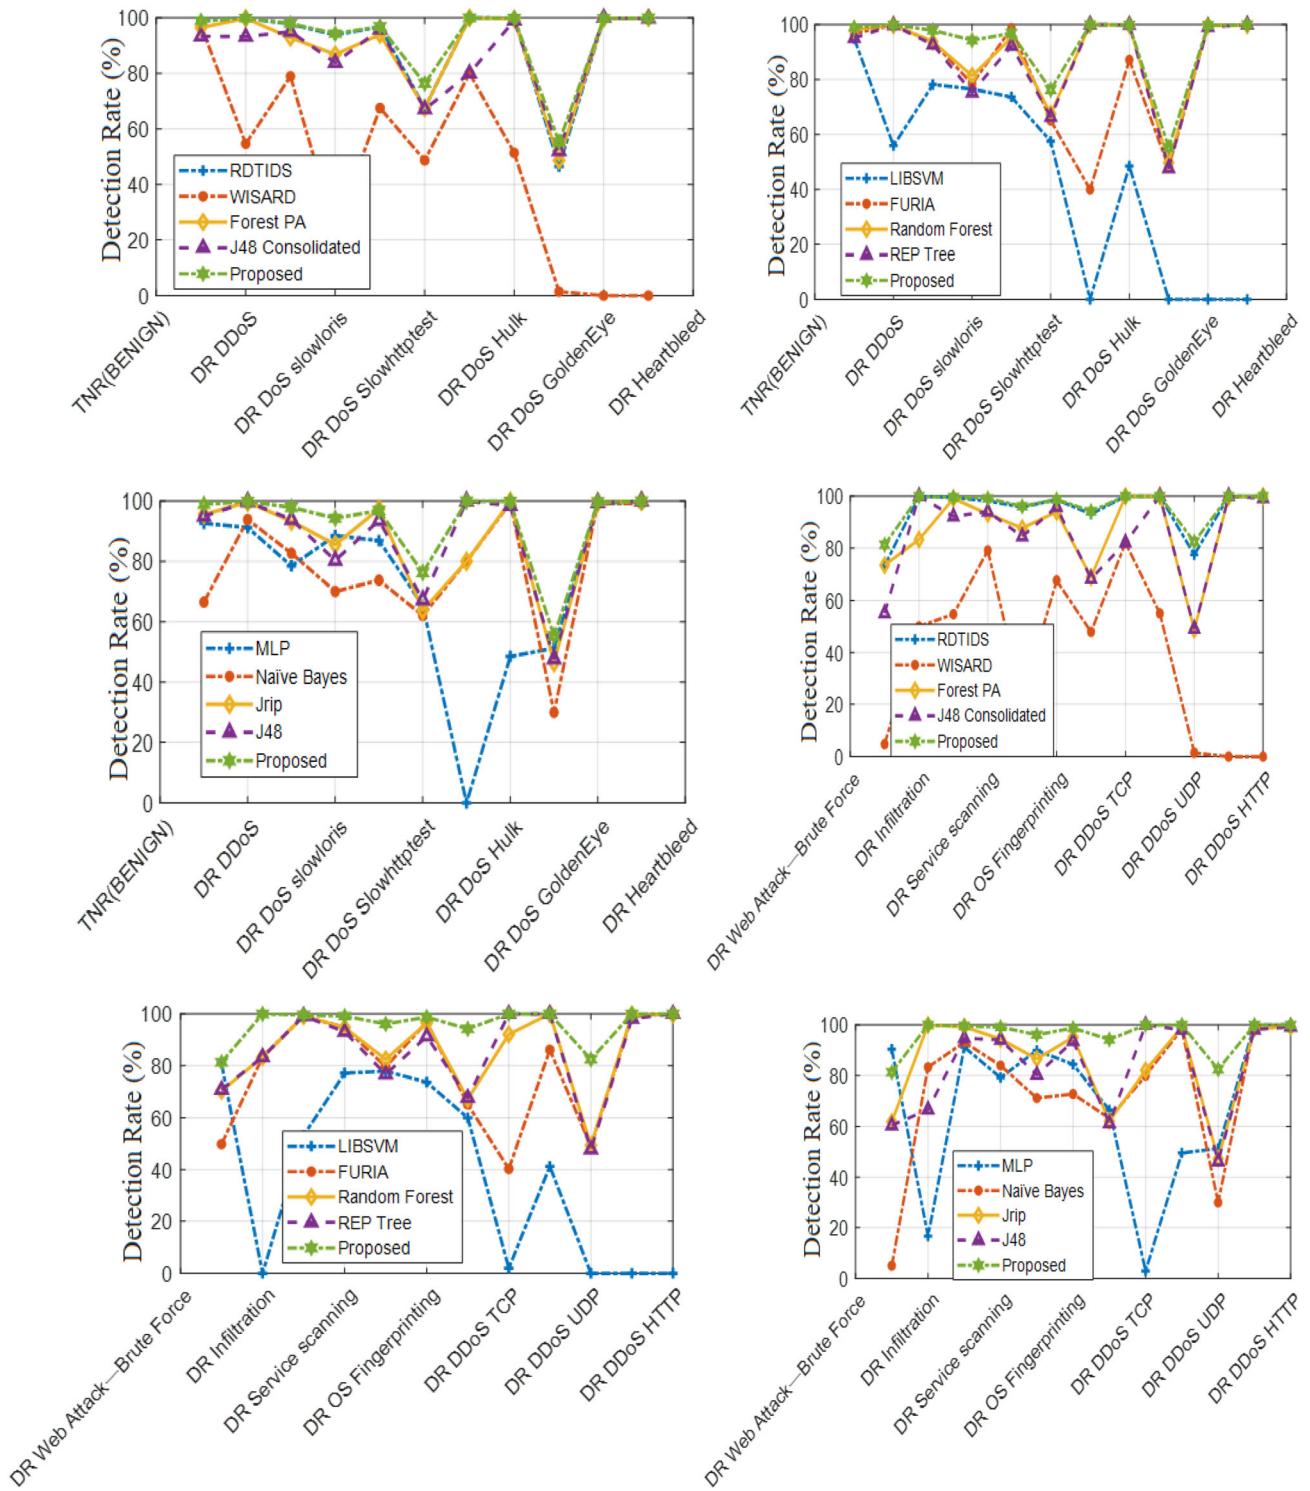 Detection Rate (%)
100
80
60
40
20
0
RDTIDS
WISARD
Forest PA
J48 Consolidated
Proposed
TNR(BENIGN)
DR DDoS
DR DoS slowloris
DR DoS Slowhttptest
DR DoS Hulk
DR DoS GoldenEye
DR Heartbleed
Detection Rate (%)
100
80
60
40
20
0
LIBSVM
FURIA
Random Forest
REP Tree
Proposed
TNR(BENIGN)
DR DDoS
DR DoS slowloris
DR DoS Slowhttptest
DR DoS Hulk
DR DoS GoldenEye
DR Heartbleed
Detection Rate (%)
100
80
60
40
20
0
MLP
Naïve Bayes
Jrip
J48
Proposed
TNR(BENIGN)
DR DDoS
DR DoS slowloris
DR DoS Slowhttptest
DR DoS Hulk
DR DoS GoldenEye
DR Heartbleed
Detection Rate (%)
100
80
60
40
20
0
RDTIDS
WISARD
Forest PA
J48 Consolidated
Proposed
DR Web Attack—Brute Force
DR Infiltration
DR Service scanning
DR OS Fingerprinting
DR DDoS TCP
DR DDoS UDP
DR DDoS HTTP
Detection Rate (%)
100
80
60
40
20
0
LIBSVM
FURIA
Random Forest
REP Tree
Proposed
DR Web Attack—Brute Force
DR Infiltration
DR Service scanning
DR OS Fingerprinting
DR DDoS TCP
DR DDoS UDP
DR DDoS HTTP
Detection Rate (%)
100
80
60
40
20
0
MLP
Naïve Bayes
Jrip
J48
Proposed
DR Web Attack—Brute Force
DR Infiltration
DR Service scanning
DR OS Fingerprinting
DR DDoS TCP
DR DDoS UDP
DR DDoS HTTP